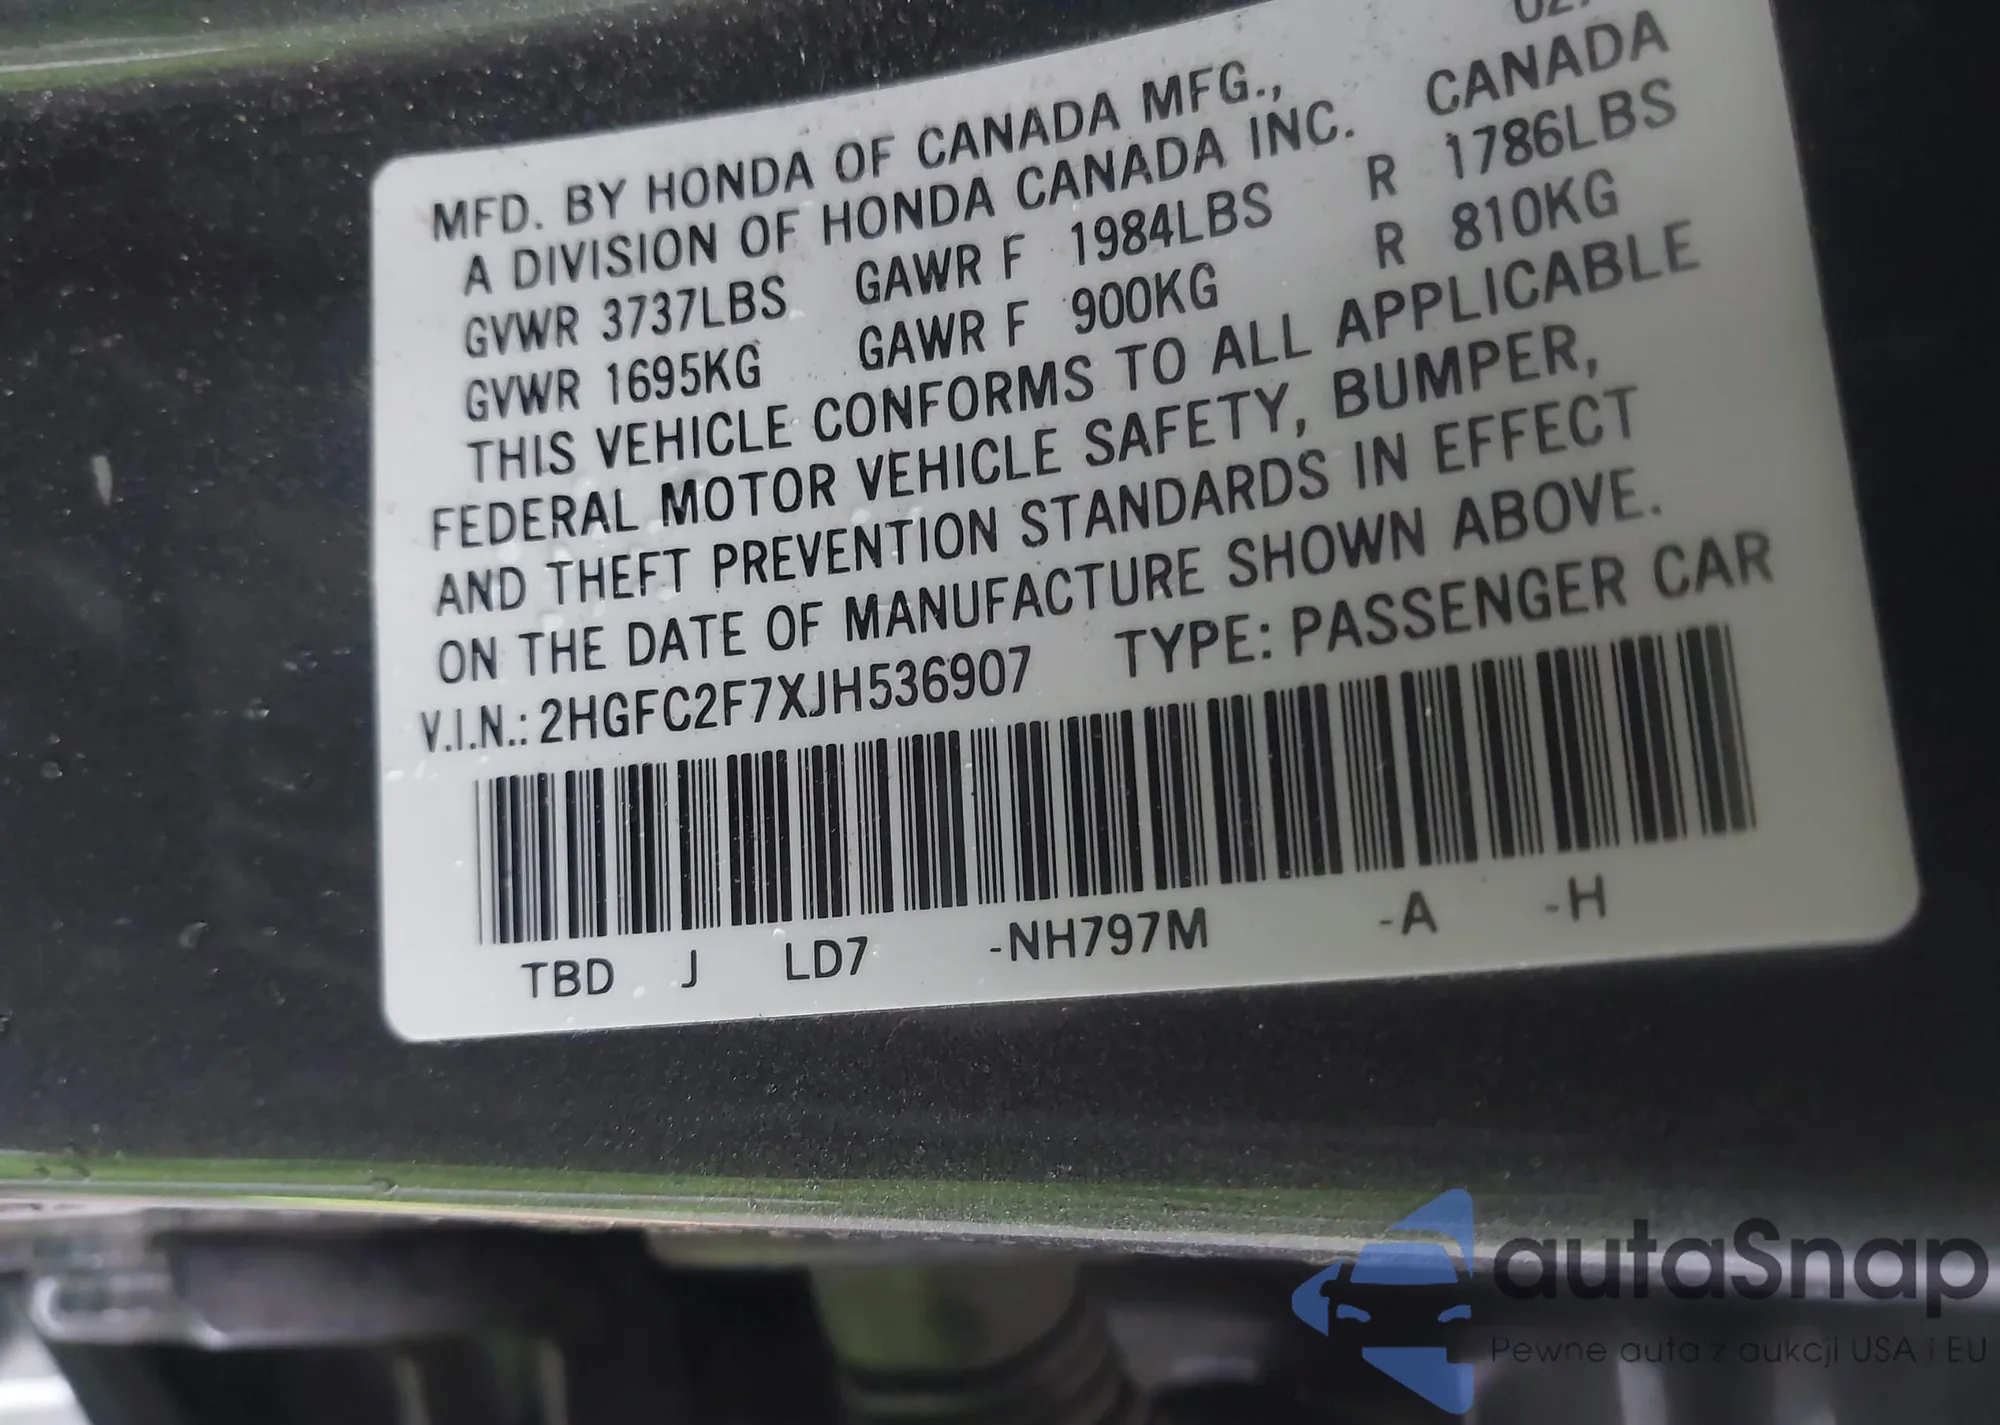 MFD. BY HONDA OF CANADA MFG.,
A DIVISION OF HONDA CANADA INC. CANADA
GVWR 3737LBS GAWR F 1984LBS R 1786LBS
GVWR 1695KG GAWR F 900KG R 810KG
THIS VEHICLE CONFORMS TO ALL APPLICABLE
FEDERAL MOTOR VEHICLE SAFETY, BUMPER,
AND THEFT PREVENTION STANDARDS IN EFFECT
ON THE DATE OF MANUFACTURE SHOWN ABOVE.
V.I.N.: 2HGFC2F7XJH536907 TYPE: PASSENGER CAR
TBD J LD7 -NH797M -A -H
autaSnap
Pewne auta z aukcji USA i EU